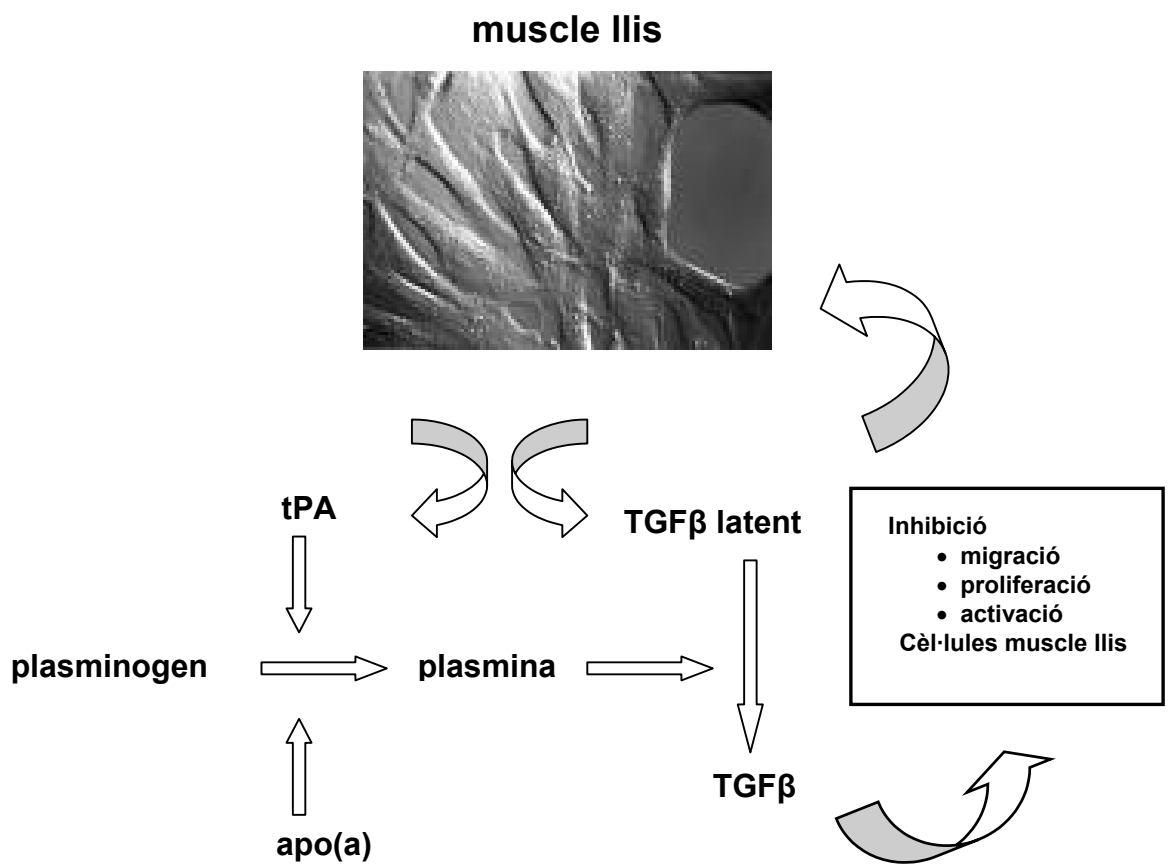 muscle llis
tPA
TGFβ latent
plasminogen
plasmina
TGFβ
apo(a)
Inhibició
• migració
• proliferació
• activació
Cèl·lules muscle llis